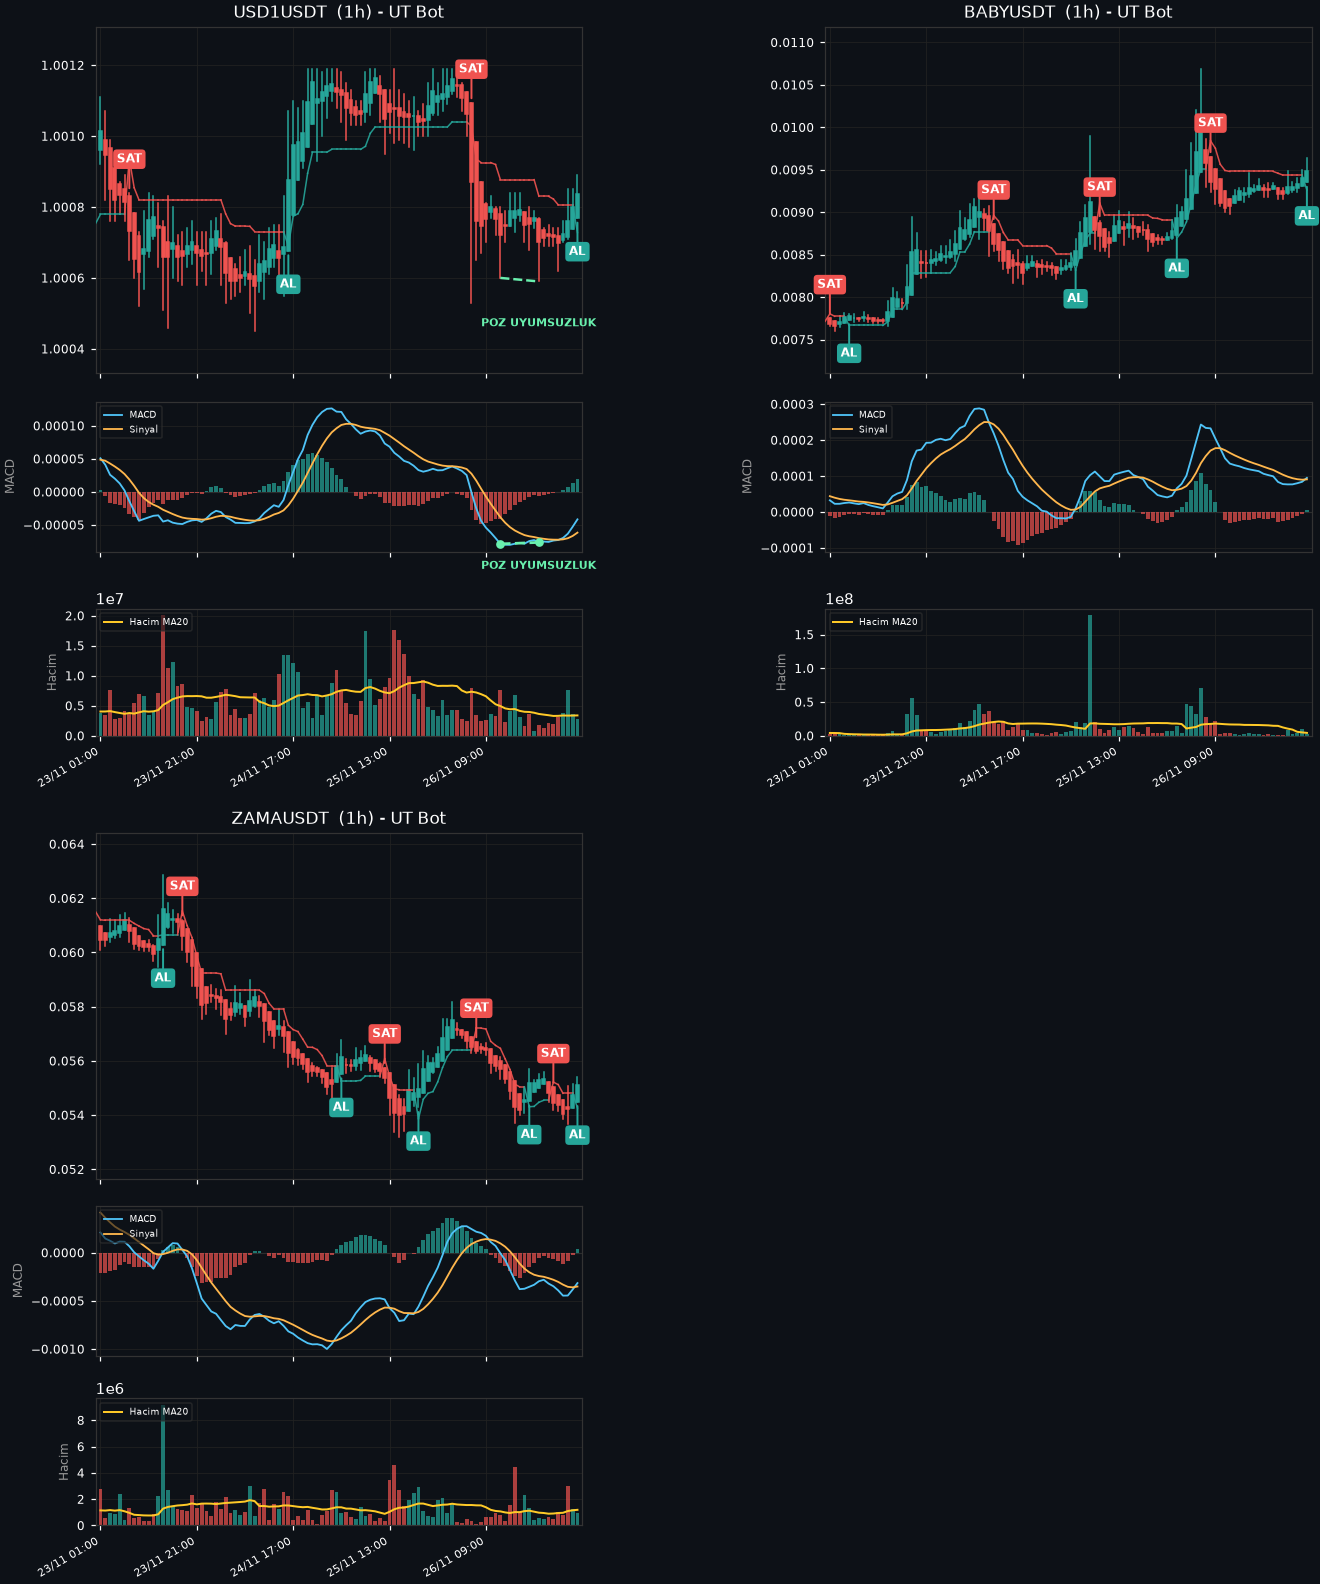 USD1USDT (1h) - UT Bot
1.0012
1.0010
1.0008
1.0006
1.0004
SAT
SAT
AL
AL
POZ UYUMSUZLUK
MACD
0.00010
0.00005
0.00000
−0.00005
MACD
Sinyal
POZ UYUMSUZLUK
1e7
Hacim
2.0
1.5
1.0
0.5
0.0
Hacim MA20
23/11 01:00
23/11 21:00
24/11 17:00
25/11 13:00
26/11 09:00
BABYUSDT (1h) - UT Bot
0.0110
0.0105
0.0100
0.0095
0.0090
0.0085
0.0080
0.0075
SAT
SAT
SAT
SAT
AL
AL
AL
AL
MACD
0.0003
0.0002
0.0001
0.0000
−0.0001
MACD
Sinyal
1e8
Hacim
1.5
1.0
0.5
0.0
Hacim MA20
23/11 01:00
23/11 21:00
24/11 17:00
25/11 13:00
26/11 09:00
ZAMAUSDT (1h) - UT Bot
0.064
0.062
0.060
0.058
0.056
0.054
0.052
SAT
AL
SAT
SAT
SAT
AL
AL
AL
AL
MACD
0.0000
−0.0005
−0.0010
MACD
Sinyal
1e6
Hacim
8
6
4
2
0
Hacim MA20
23/11 01:00
23/11 21:00
24/11 17:00
25/11 13:00
26/11 09:00